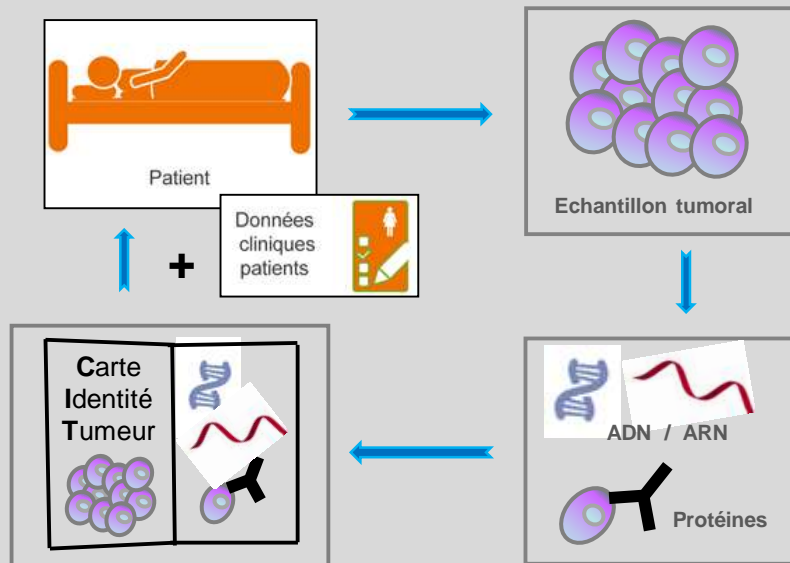 Patient
Données
cliniques
patients
+
Echantillon tumoral
ADN / ARN
Protéines
Carte
Identité
Tumeur